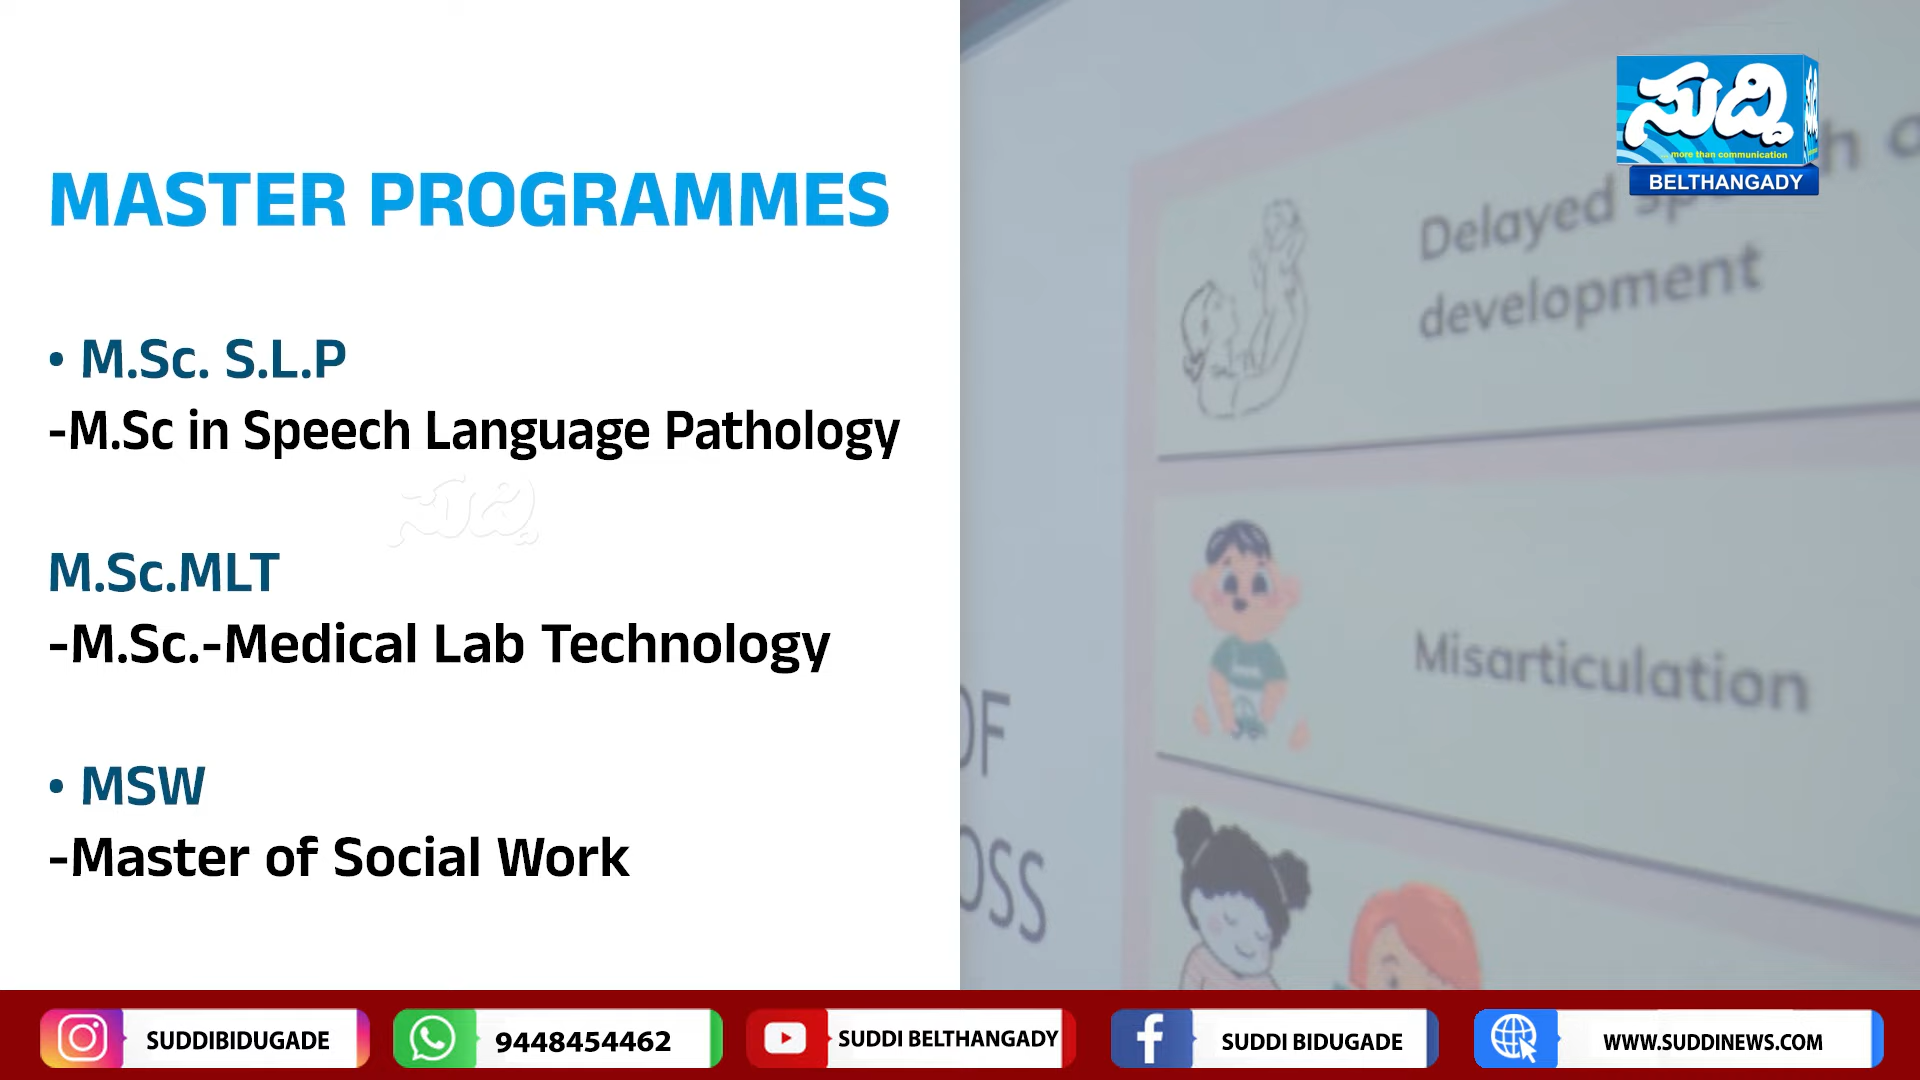 MASTER PROGRAMMES
• M.Sc. S.L.P
-M.Sc in Speech Language Pathology
ಸುದ್ದಿ
M.Sc.MLT
-M.Sc.-Medical Lab Technology
• MSW
-Master of Social Work
ಸುದ್ದಿ
more than communication
BELTHANGADY
Delayed
development
Misarticulation
OF
SUDDIBIDUGADE
9448454462
SUDDI BELTHANGADY
SUDDI BIDUGADE
WWW.SUDDINEWS.COM